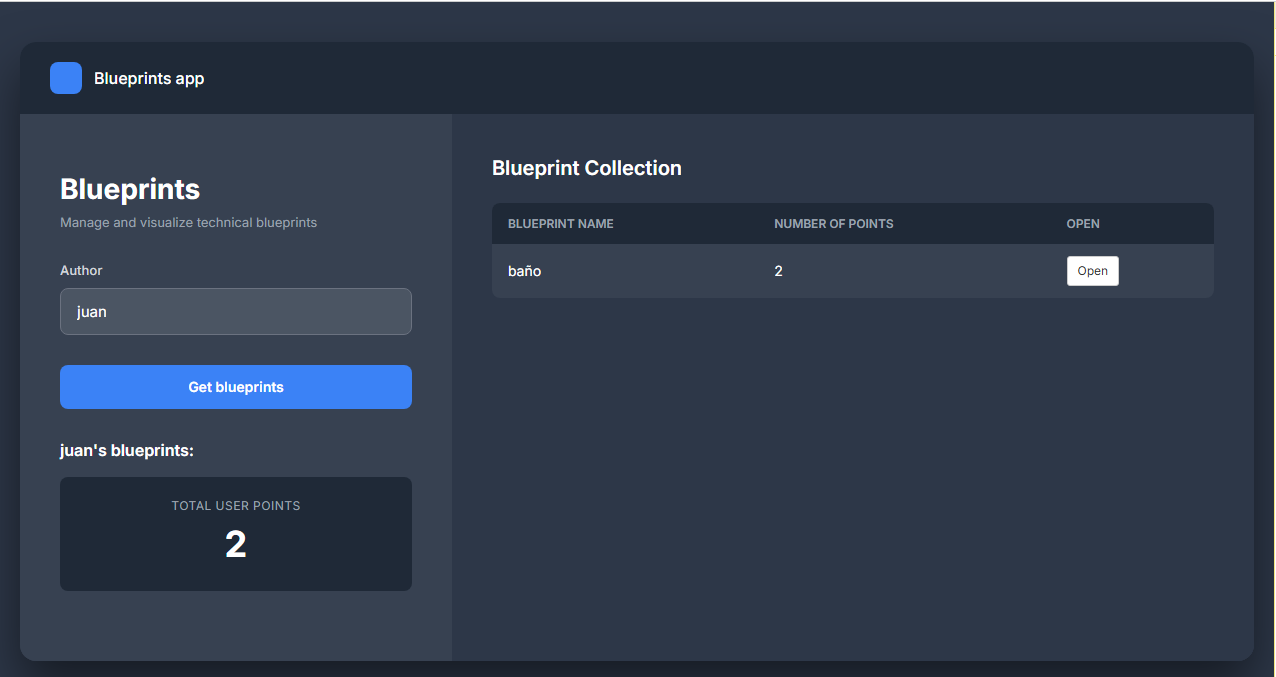 Blueprints app
Blueprints
Manage and visualize technical blueprints
Author
juan
Get blueprints
juan's blueprints:
TOTAL USER POINTS
2
Blueprint Collection
BLUEPRINT NAME NUMBER OF POINTS OPEN
baño 2 Open